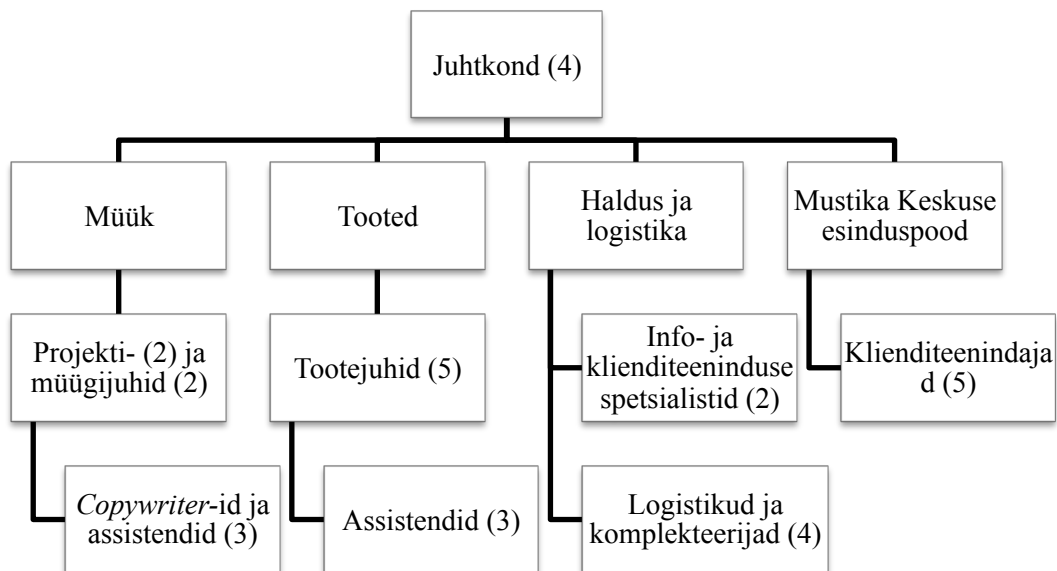 Juhtkond (4)
Müük
Tooted
Haldus ja
logistika
Mustika Keskuse
esinduspood
Projekti- (2) ja
müügijuhid (2)
Tootejuhid (5)
Info- ja
klienditeeninduse
spetsialistid (2)
Klienditeenindaja
d (5)
Copywriter-id ja
assistendid (3)
Assistendid (3)
Logistikud ja
komplekteerijad (4)